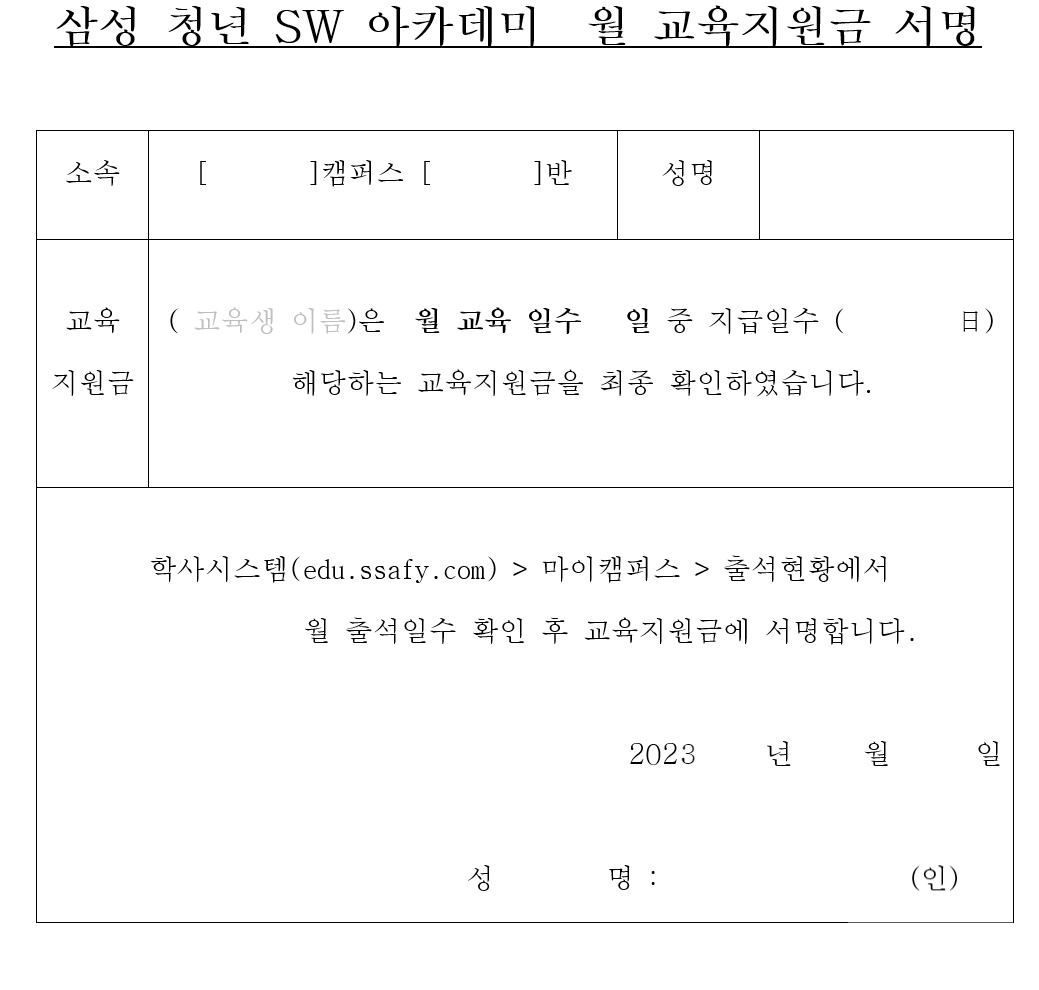 삼성 청년 SW 아카데미 월 교육지원금 서명
소속 [ ]캠퍼스 [ ]반 성명
교육 ( 교육생 이름)은 월 교육 일수 일 중 지급일수 ( 日)
지원금 해당하는 교육지원금을 최종 확인하였습니다.
학사시스템(edu.ssafy.com) > 마이캠퍼스 > 출석현황에서
월 출석일수 확인 후 교육지원금에 서명합니다.
2023 년 월 일
성 명 : (인)